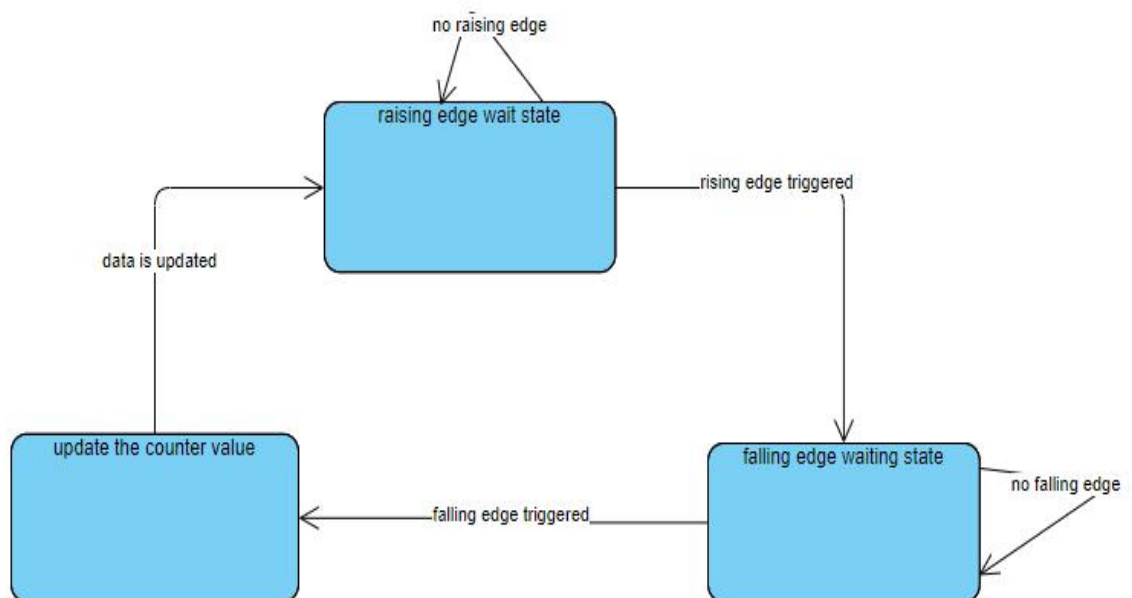 no raising edge
raising edge wait state
rising edge triggered
data is updated
update the counter value
falling edge waiting state
no falling edge
falling edge triggered